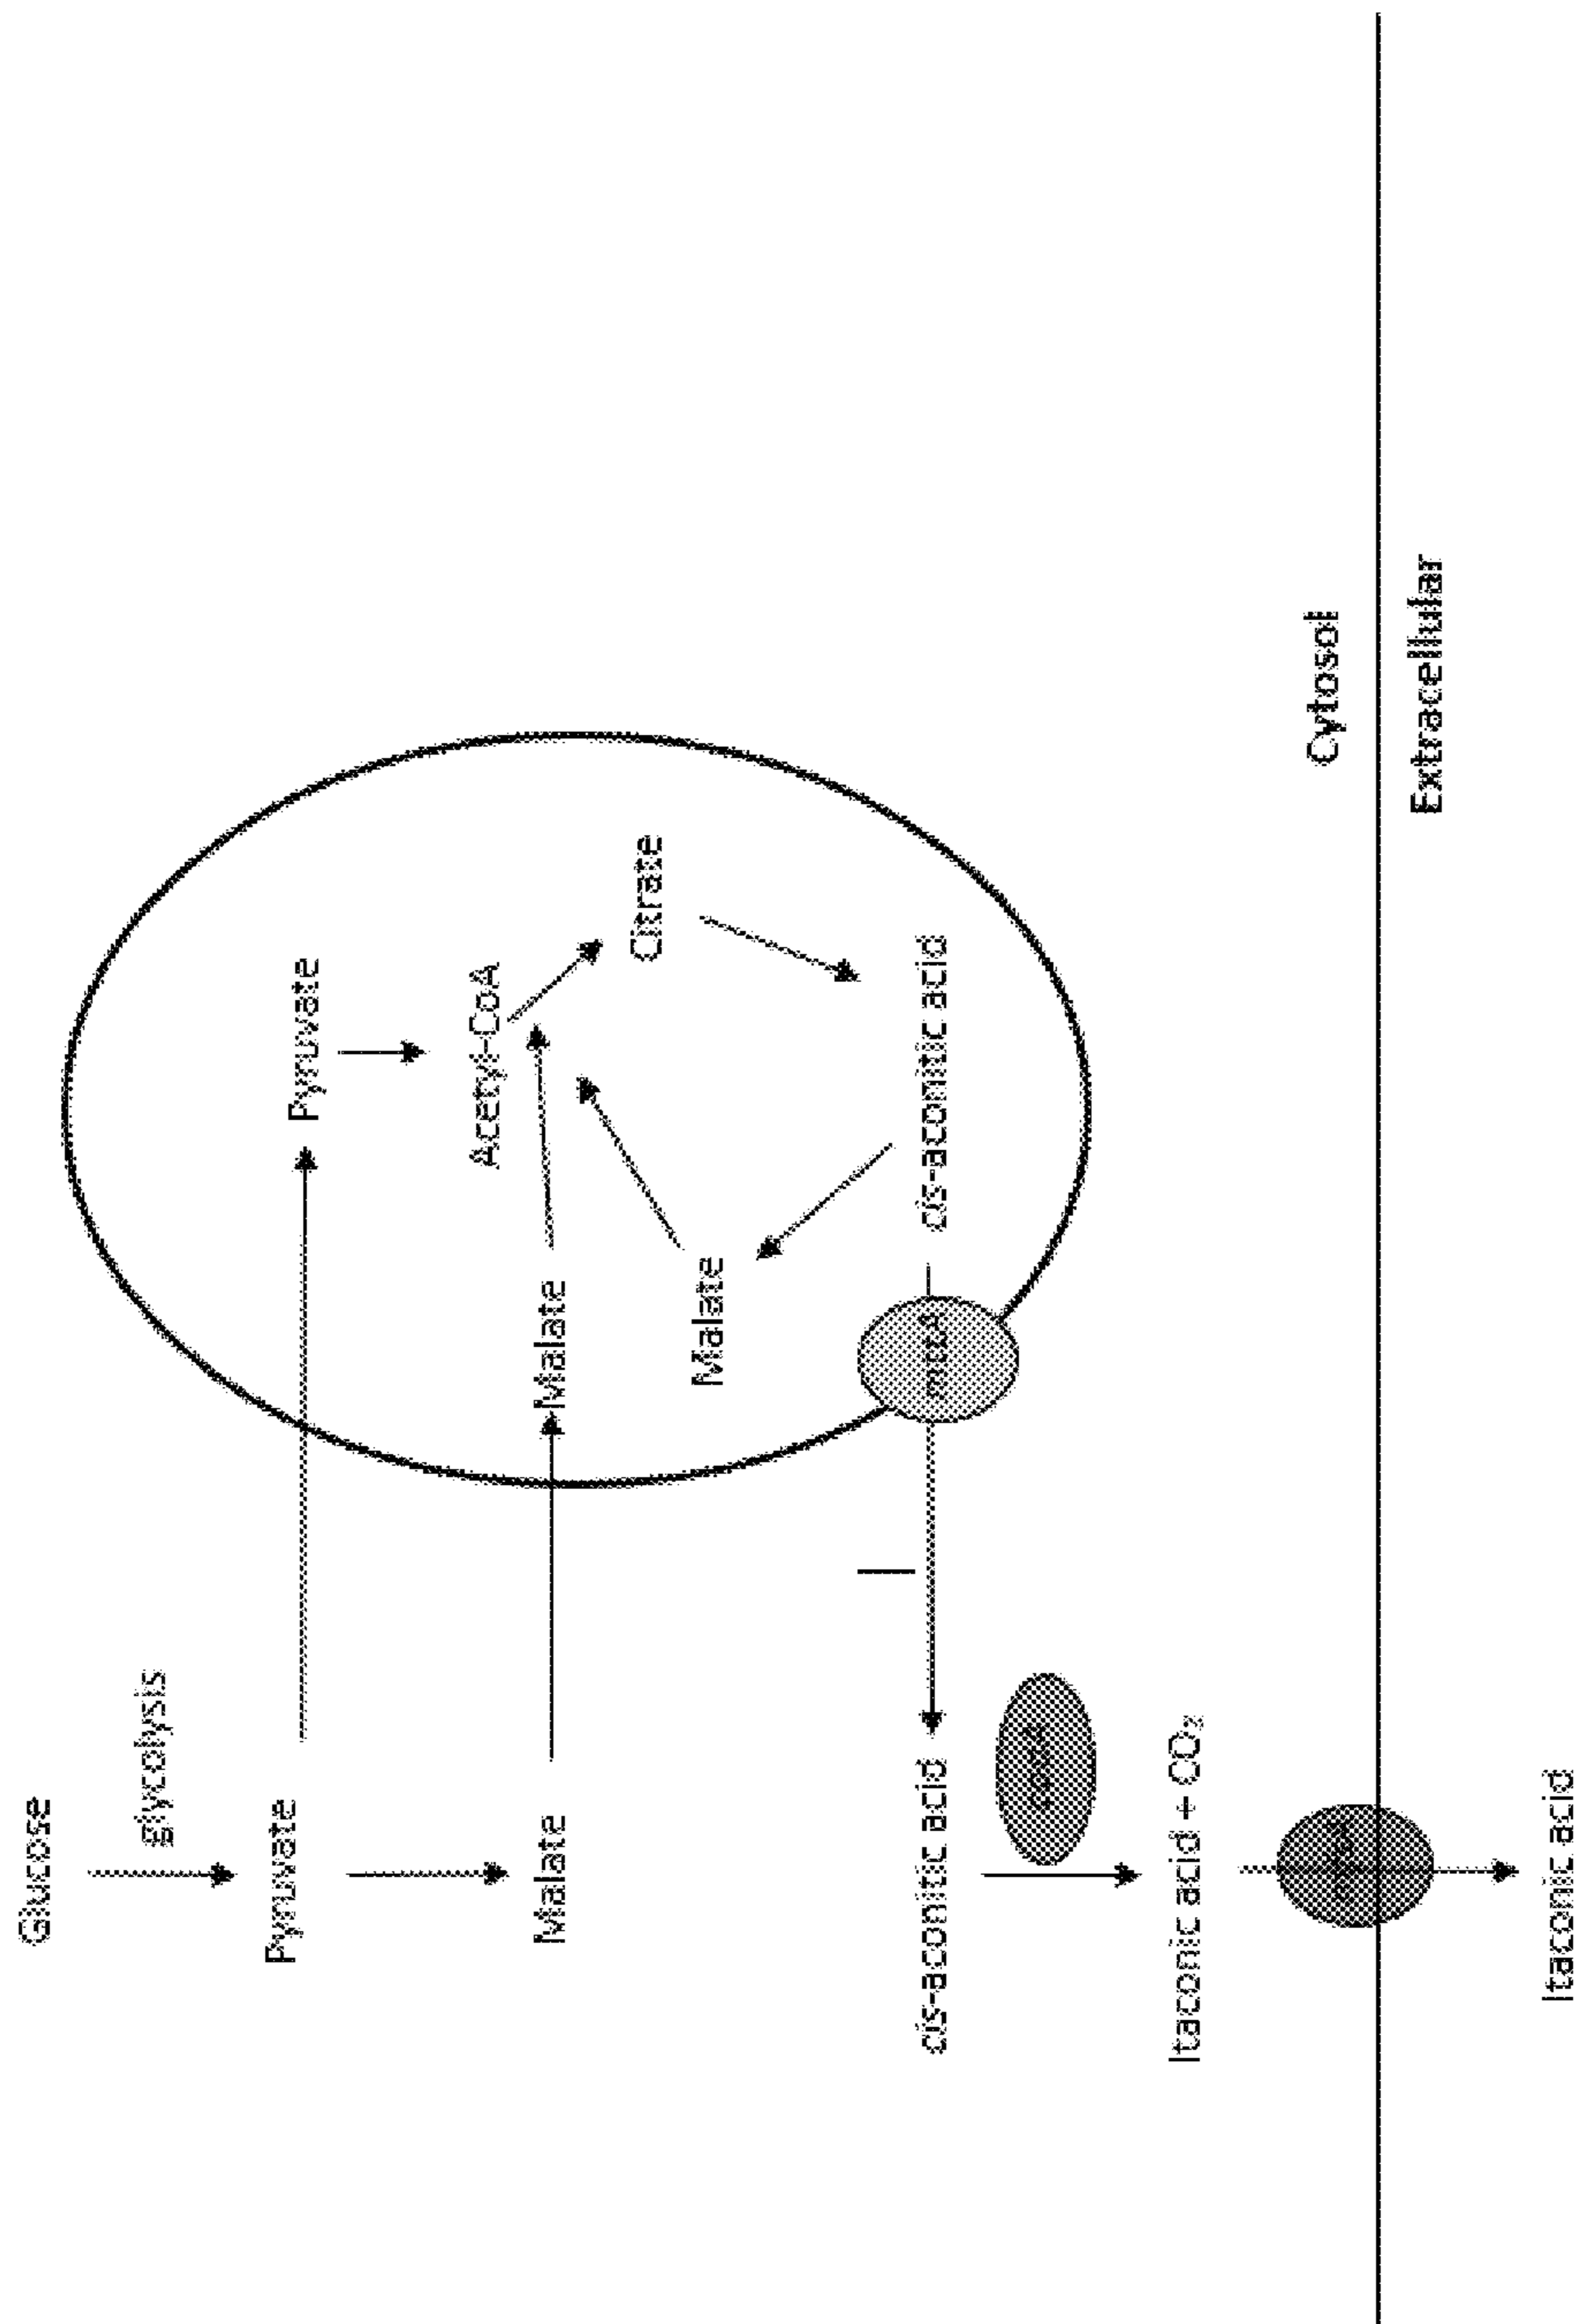 Glucose
glycolysis
Pyruvate
Pyruvate
Acetyl-CoA
Malate
Malate
Citrate
Malate
cis-aconitic acid
mttA
cis-aconitic acid
Itaconic acid + CO₂
Cytosol
Extracellular
Itaconic acid